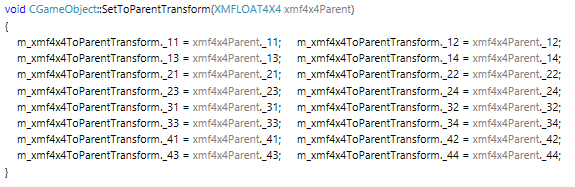 void CGameObject::SetToParentTransform(XMFLOAT4X4 xmf4x4Parent)
{
m_xmf4x4ToParentTransform._11 = xmf4x4Parent._11; m_xmf4x4ToParentTransform._12 = xmf4x4Parent._12;
m_xmf4x4ToParentTransform._13 = xmf4x4Parent._13; m_xmf4x4ToParentTransform._14 = xmf4x4Parent._14;
m_xmf4x4ToParentTransform._21 = xmf4x4Parent._21; m_xmf4x4ToParentTransform._22 = xmf4x4Parent._22;
m_xmf4x4ToParentTransform._23 = xmf4x4Parent._23; m_xmf4x4ToParentTransform._24 = xmf4x4Parent._24;
m_xmf4x4ToParentTransform._31 = xmf4x4Parent._31; m_xmf4x4ToParentTransform._32 = xmf4x4Parent._32;
m_xmf4x4ToParentTransform._33 = xmf4x4Parent._33; m_xmf4x4ToParentTransform._34 = xmf4x4Parent._34;
m_xmf4x4ToParentTransform._41 = xmf4x4Parent._41; m_xmf4x4ToParentTransform._42 = xmf4x4Parent._42;
m_xmf4x4ToParentTransform._43 = xmf4x4Parent._43; m_xmf4x4ToParentTransform._44 = xmf4x4Parent._44;
}